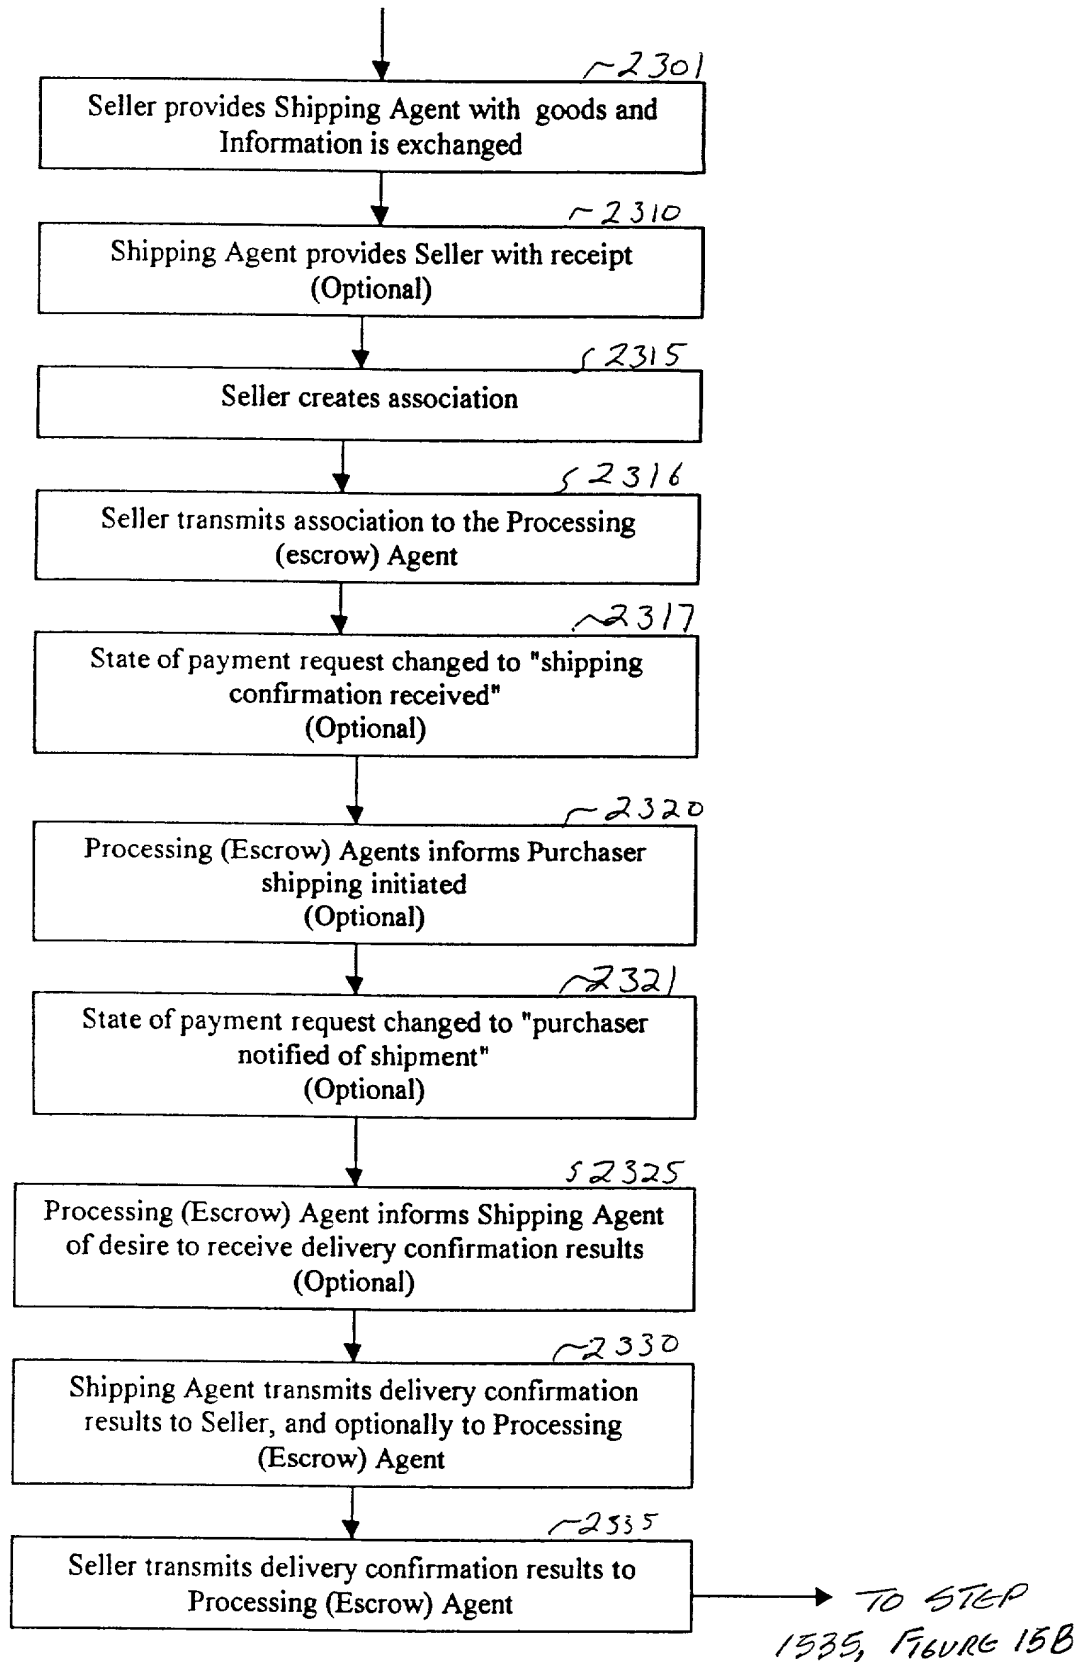 2301
Seller provides Shipping Agent with goods and
Information is exchanged
2310
Shipping Agent provides Seller with receipt
(Optional)
2315
Seller creates association
2316
Seller transmits association to the Processing
(escrow) Agent
2317
State of payment request changed to "shipping
confirmation received"
(Optional)
2320
Processing (Escrow) Agents informs Purchaser
shipping initiated
(Optional)
2321
State of payment request changed to "purchaser
notified of shipment"
(Optional)
2325
Processing (Escrow) Agent informs Shipping Agent
of desire to receive delivery confirmation results
(Optional)
2330
Shipping Agent transmits delivery confirmation
results to Seller, and optionally to Processing
(Escrow) Agent
2335
Seller transmits delivery confirmation results to
Processing (Escrow) Agent
TO STEP
1535, FIGURE 15B